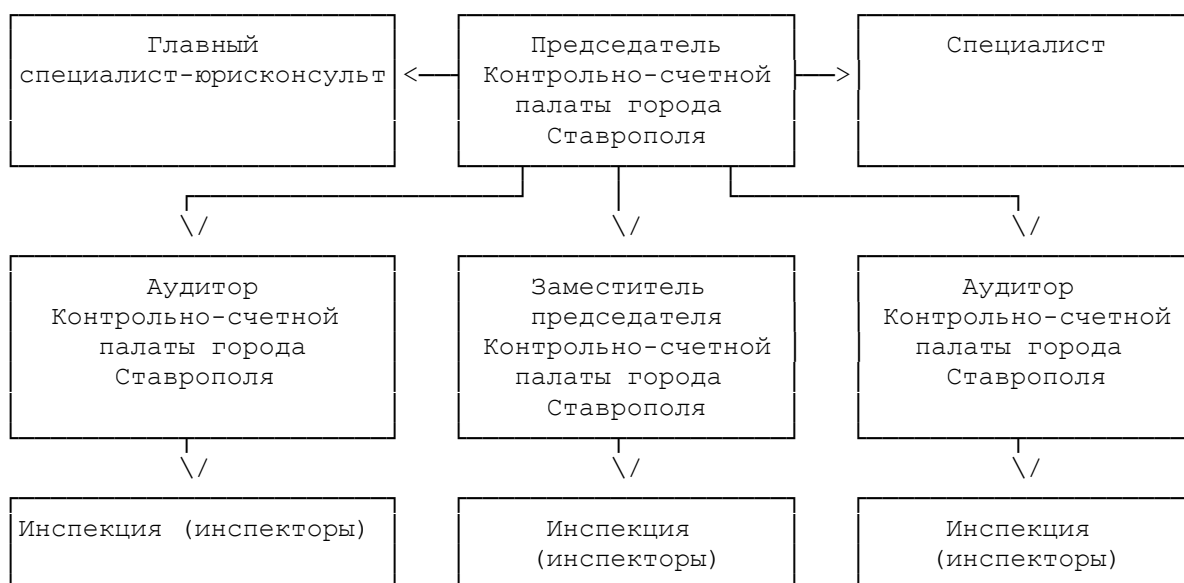 Главный
специалист-юрисконсульт
Председатель
Контрольно-счетной
палаты города
Ставрополя
Специалист
Аудитор
Контрольно-счетной
палаты города
Ставрополя
Заместитель
председателя
Контрольно-счетной
палаты города
Ставрополя
Аудитор
Контрольно-счетной
палаты города
Ставрополя
Инспекция (инспекторы)
Инспекция
(инспекторы)
Инспекция
(инспекторы)